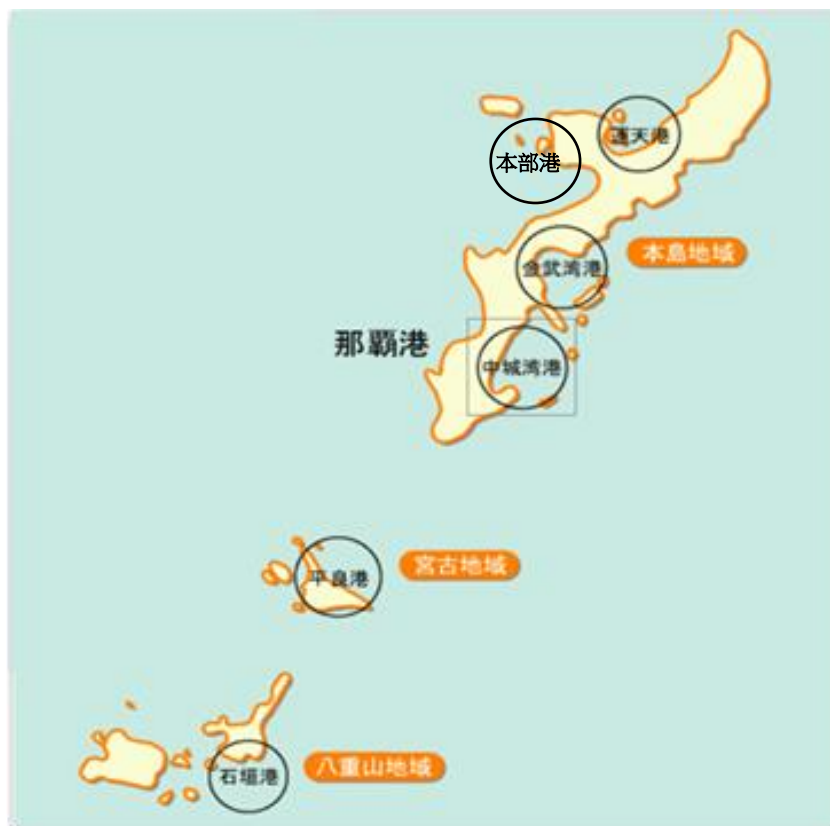 運天港
本部港
本島地域
金武湾港
那覇港
中城湾港
宮古地域
平良港
八重山地域
石垣港